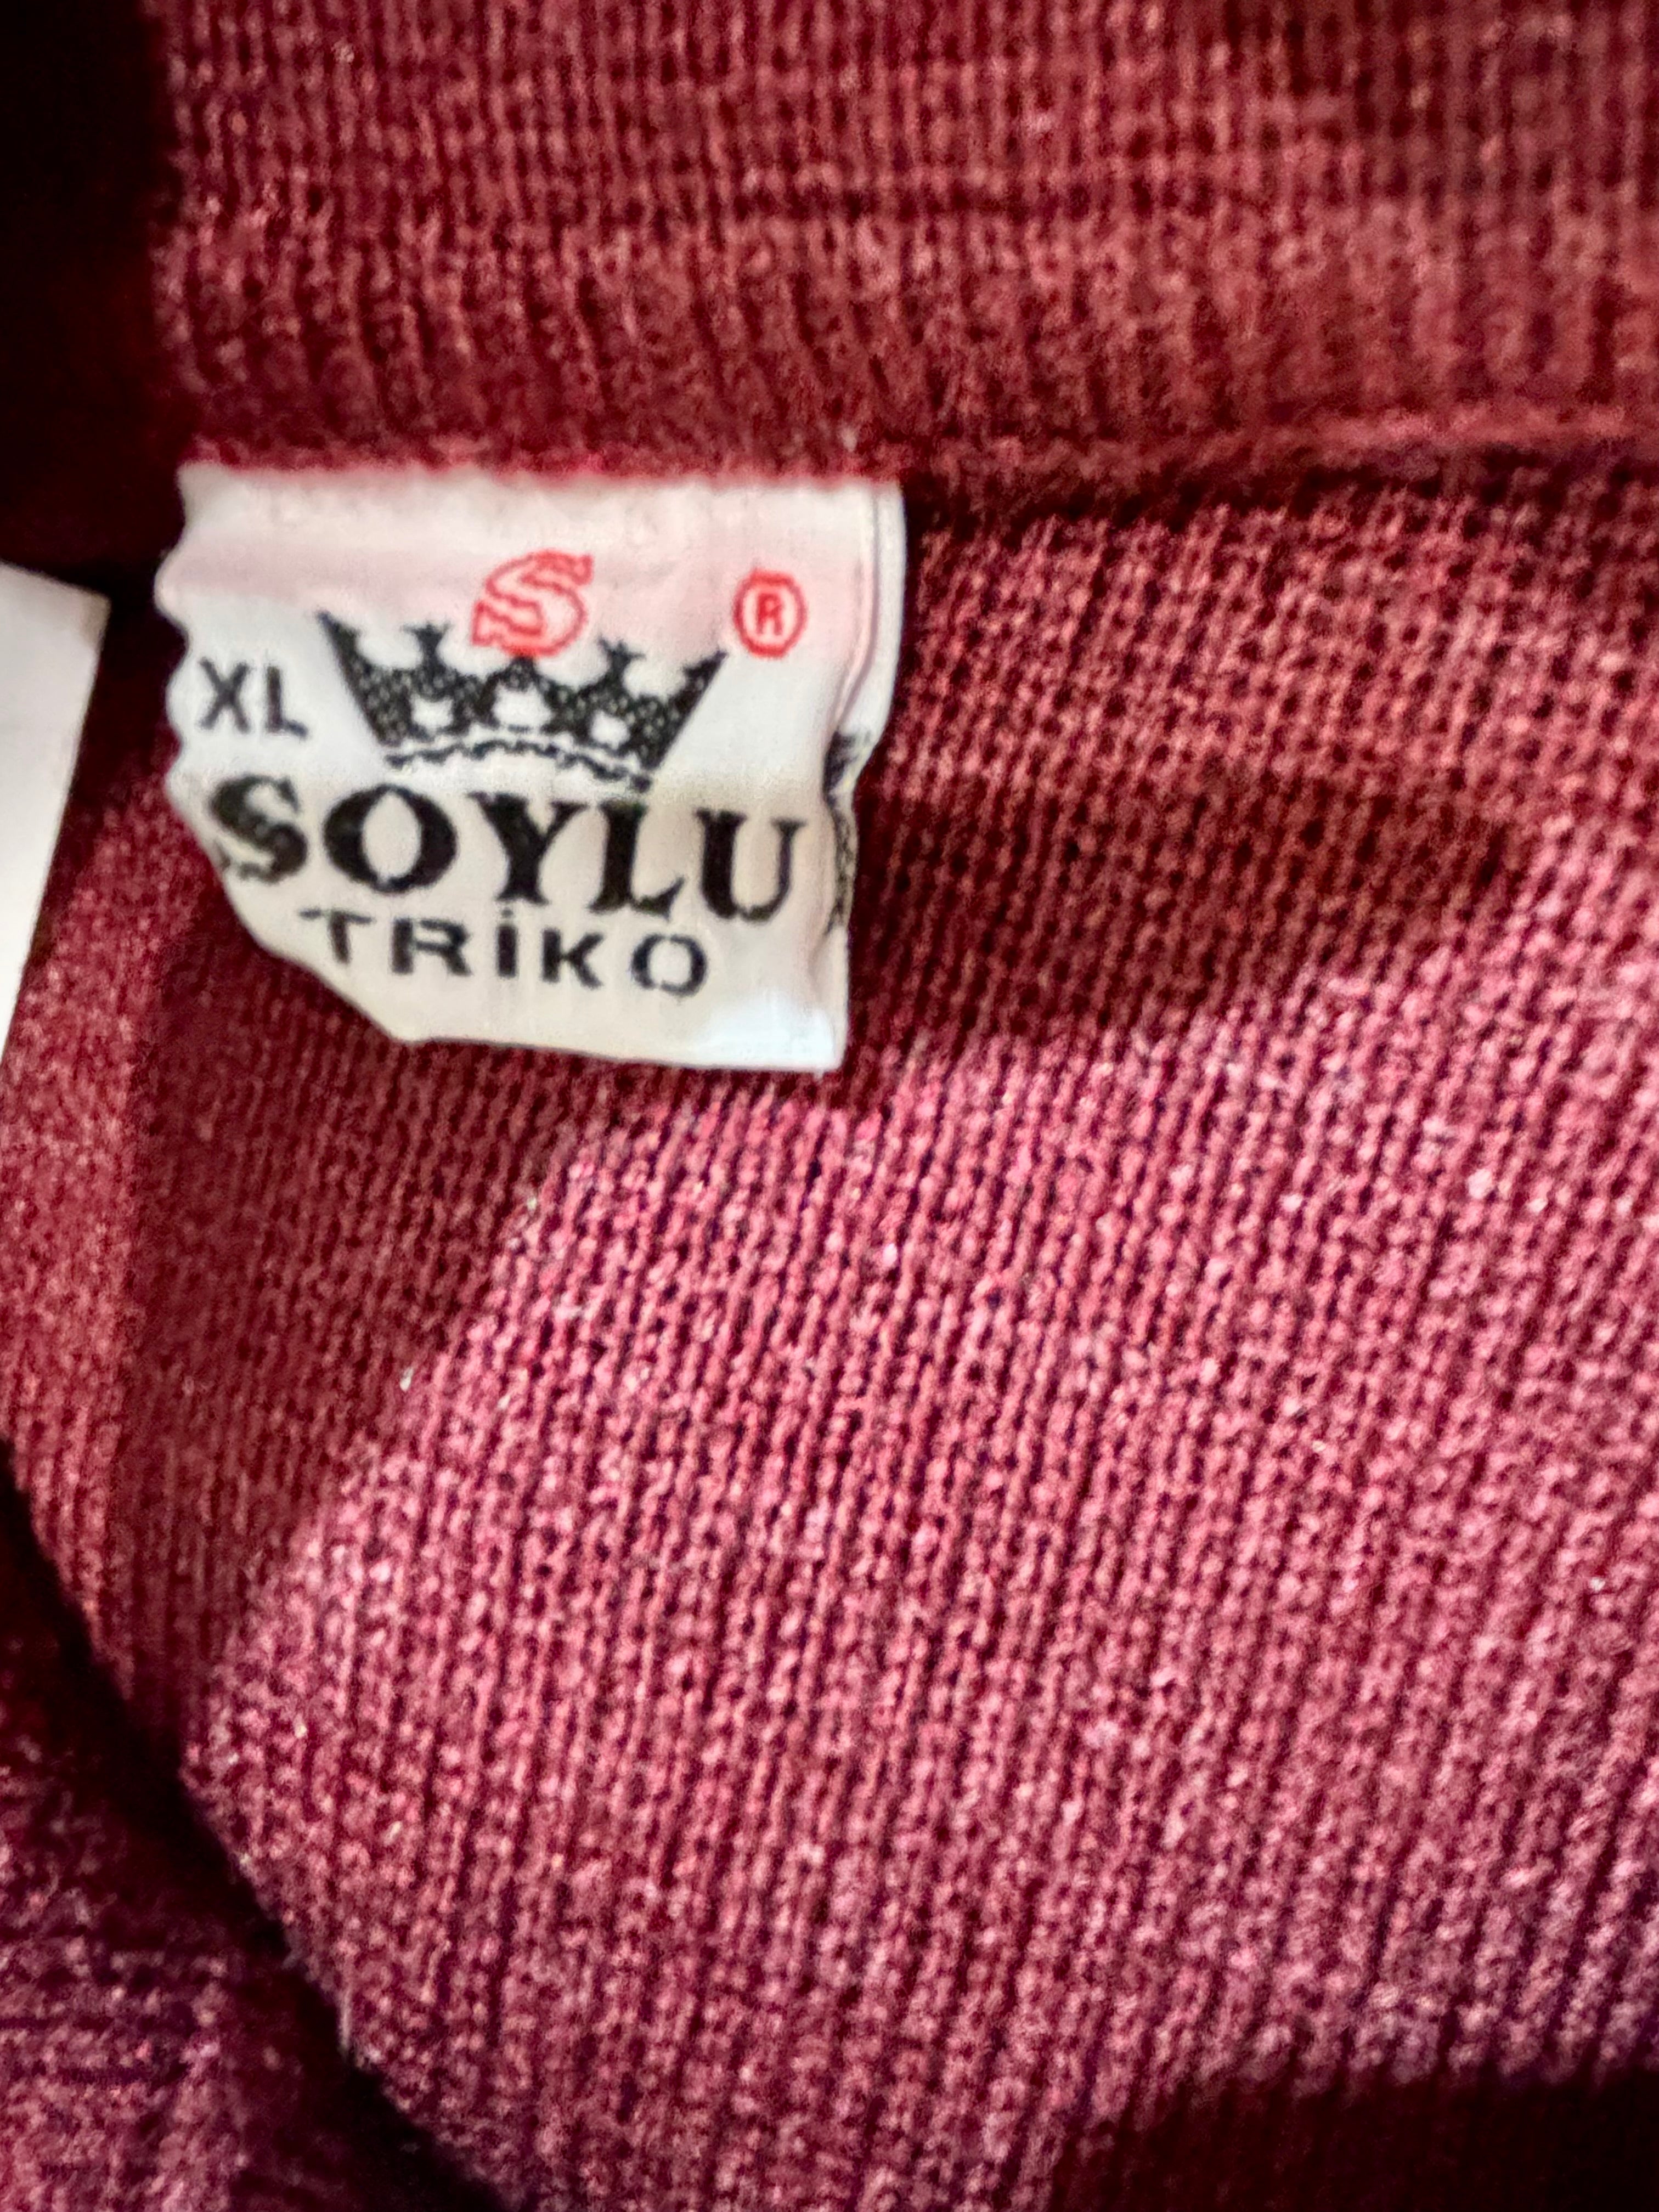 S ®
XL
SOYLU
TRİKO